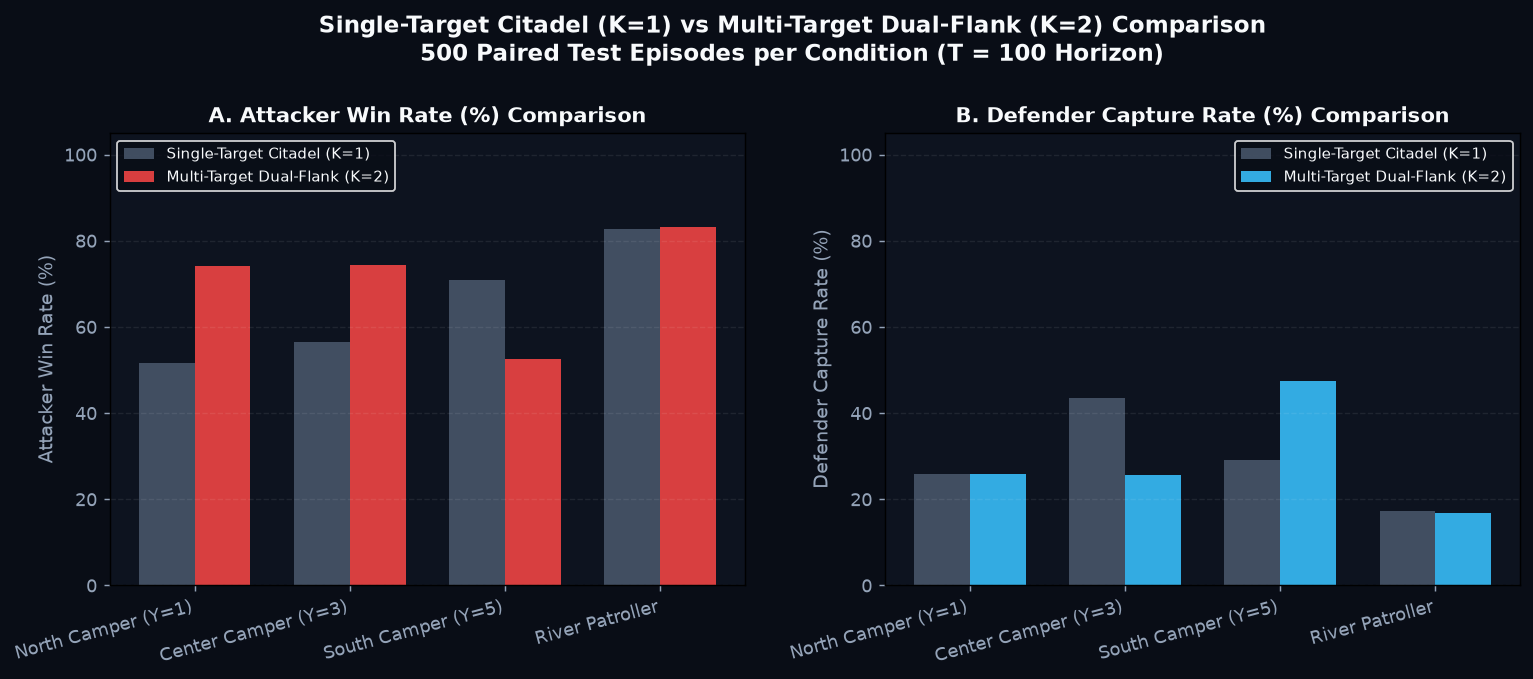 Single-Target Citadel (K=1) vs Multi-Target Dual-Flank (K=2) Comparison
500 Paired Test Episodes per Condition (T = 100 Horizon)
A. Attacker Win Rate (%) Comparison
Single-Target Citadel (K=1)
Multi-Target Dual-Flank (K=2)
Attacker Win Rate (%)
100
80
60
40
20
0
North Camper (Y=1)
Center Camper (Y=3)
South Camper (Y=5)
River Patroller
B. Defender Capture Rate (%) Comparison
Single-Target Citadel (K=1)
Multi-Target Dual-Flank (K=2)
Defender Capture Rate (%)
100
80
60
40
20
0
North Camper (Y=1)
Center Camper (Y=3)
South Camper (Y=5)
River Patroller